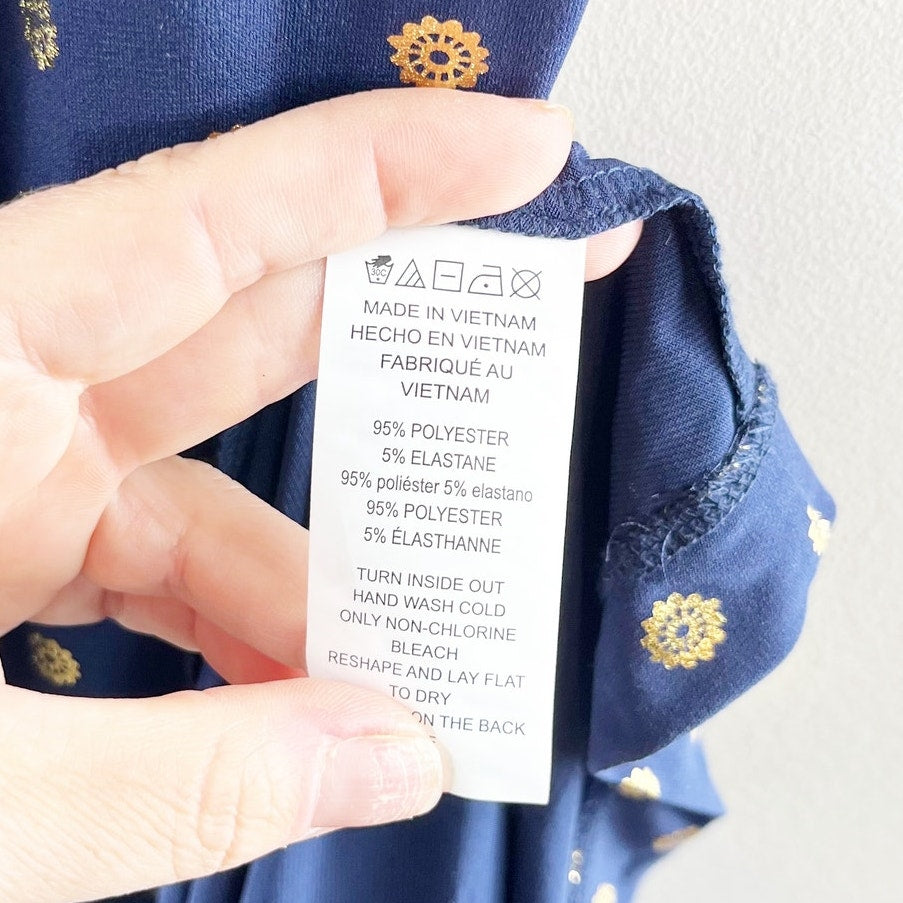 30C
MADE IN VIETNAM
HECHO EN VIETNAM
FABRIQUÉ AU
VIETNAM
95% POLYESTER
5% ELASTANE
95% poliéster 5% elastano
95% POLYESTER
5% ÉLASTHANNE
TURN INSIDE OUT
HAND WASH COLD
ONLY NON-CHLORINE
BLEACH
RESHAPE AND LAY FLAT
TO DRY
ON THE BACK